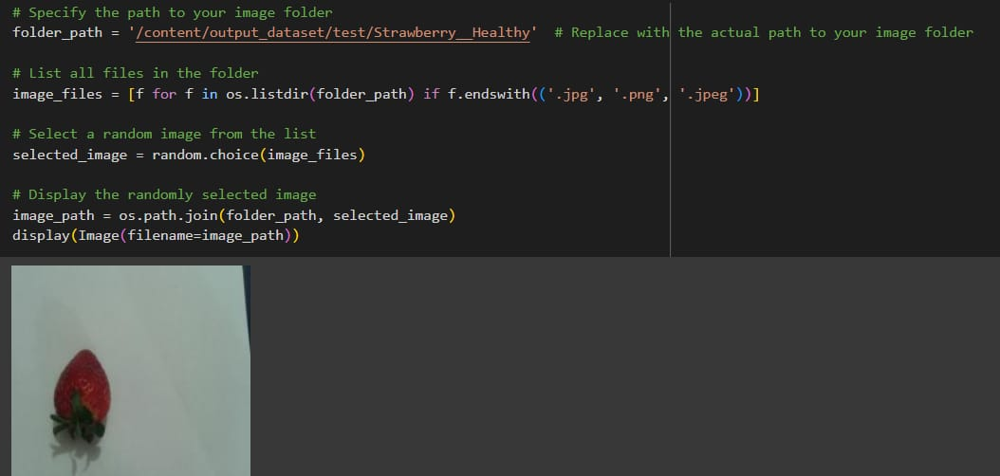 # Specify the path to your image folder
folder_path = '/content/output_dataset/test/Strawberry__Healthy'  # Replace with the actual path to your image folder
# List all files in the folder
image_files = [f for f in os.listdir(folder_path) if f.endswith(('.jpg', '.png', '.jpeg'))]
# Select a random image from the list
selected_image = random.choice(image_files)
# Display the randomly selected image
image_path = os.path.join(folder_path, selected_image)
display(Image(filename=image_path))